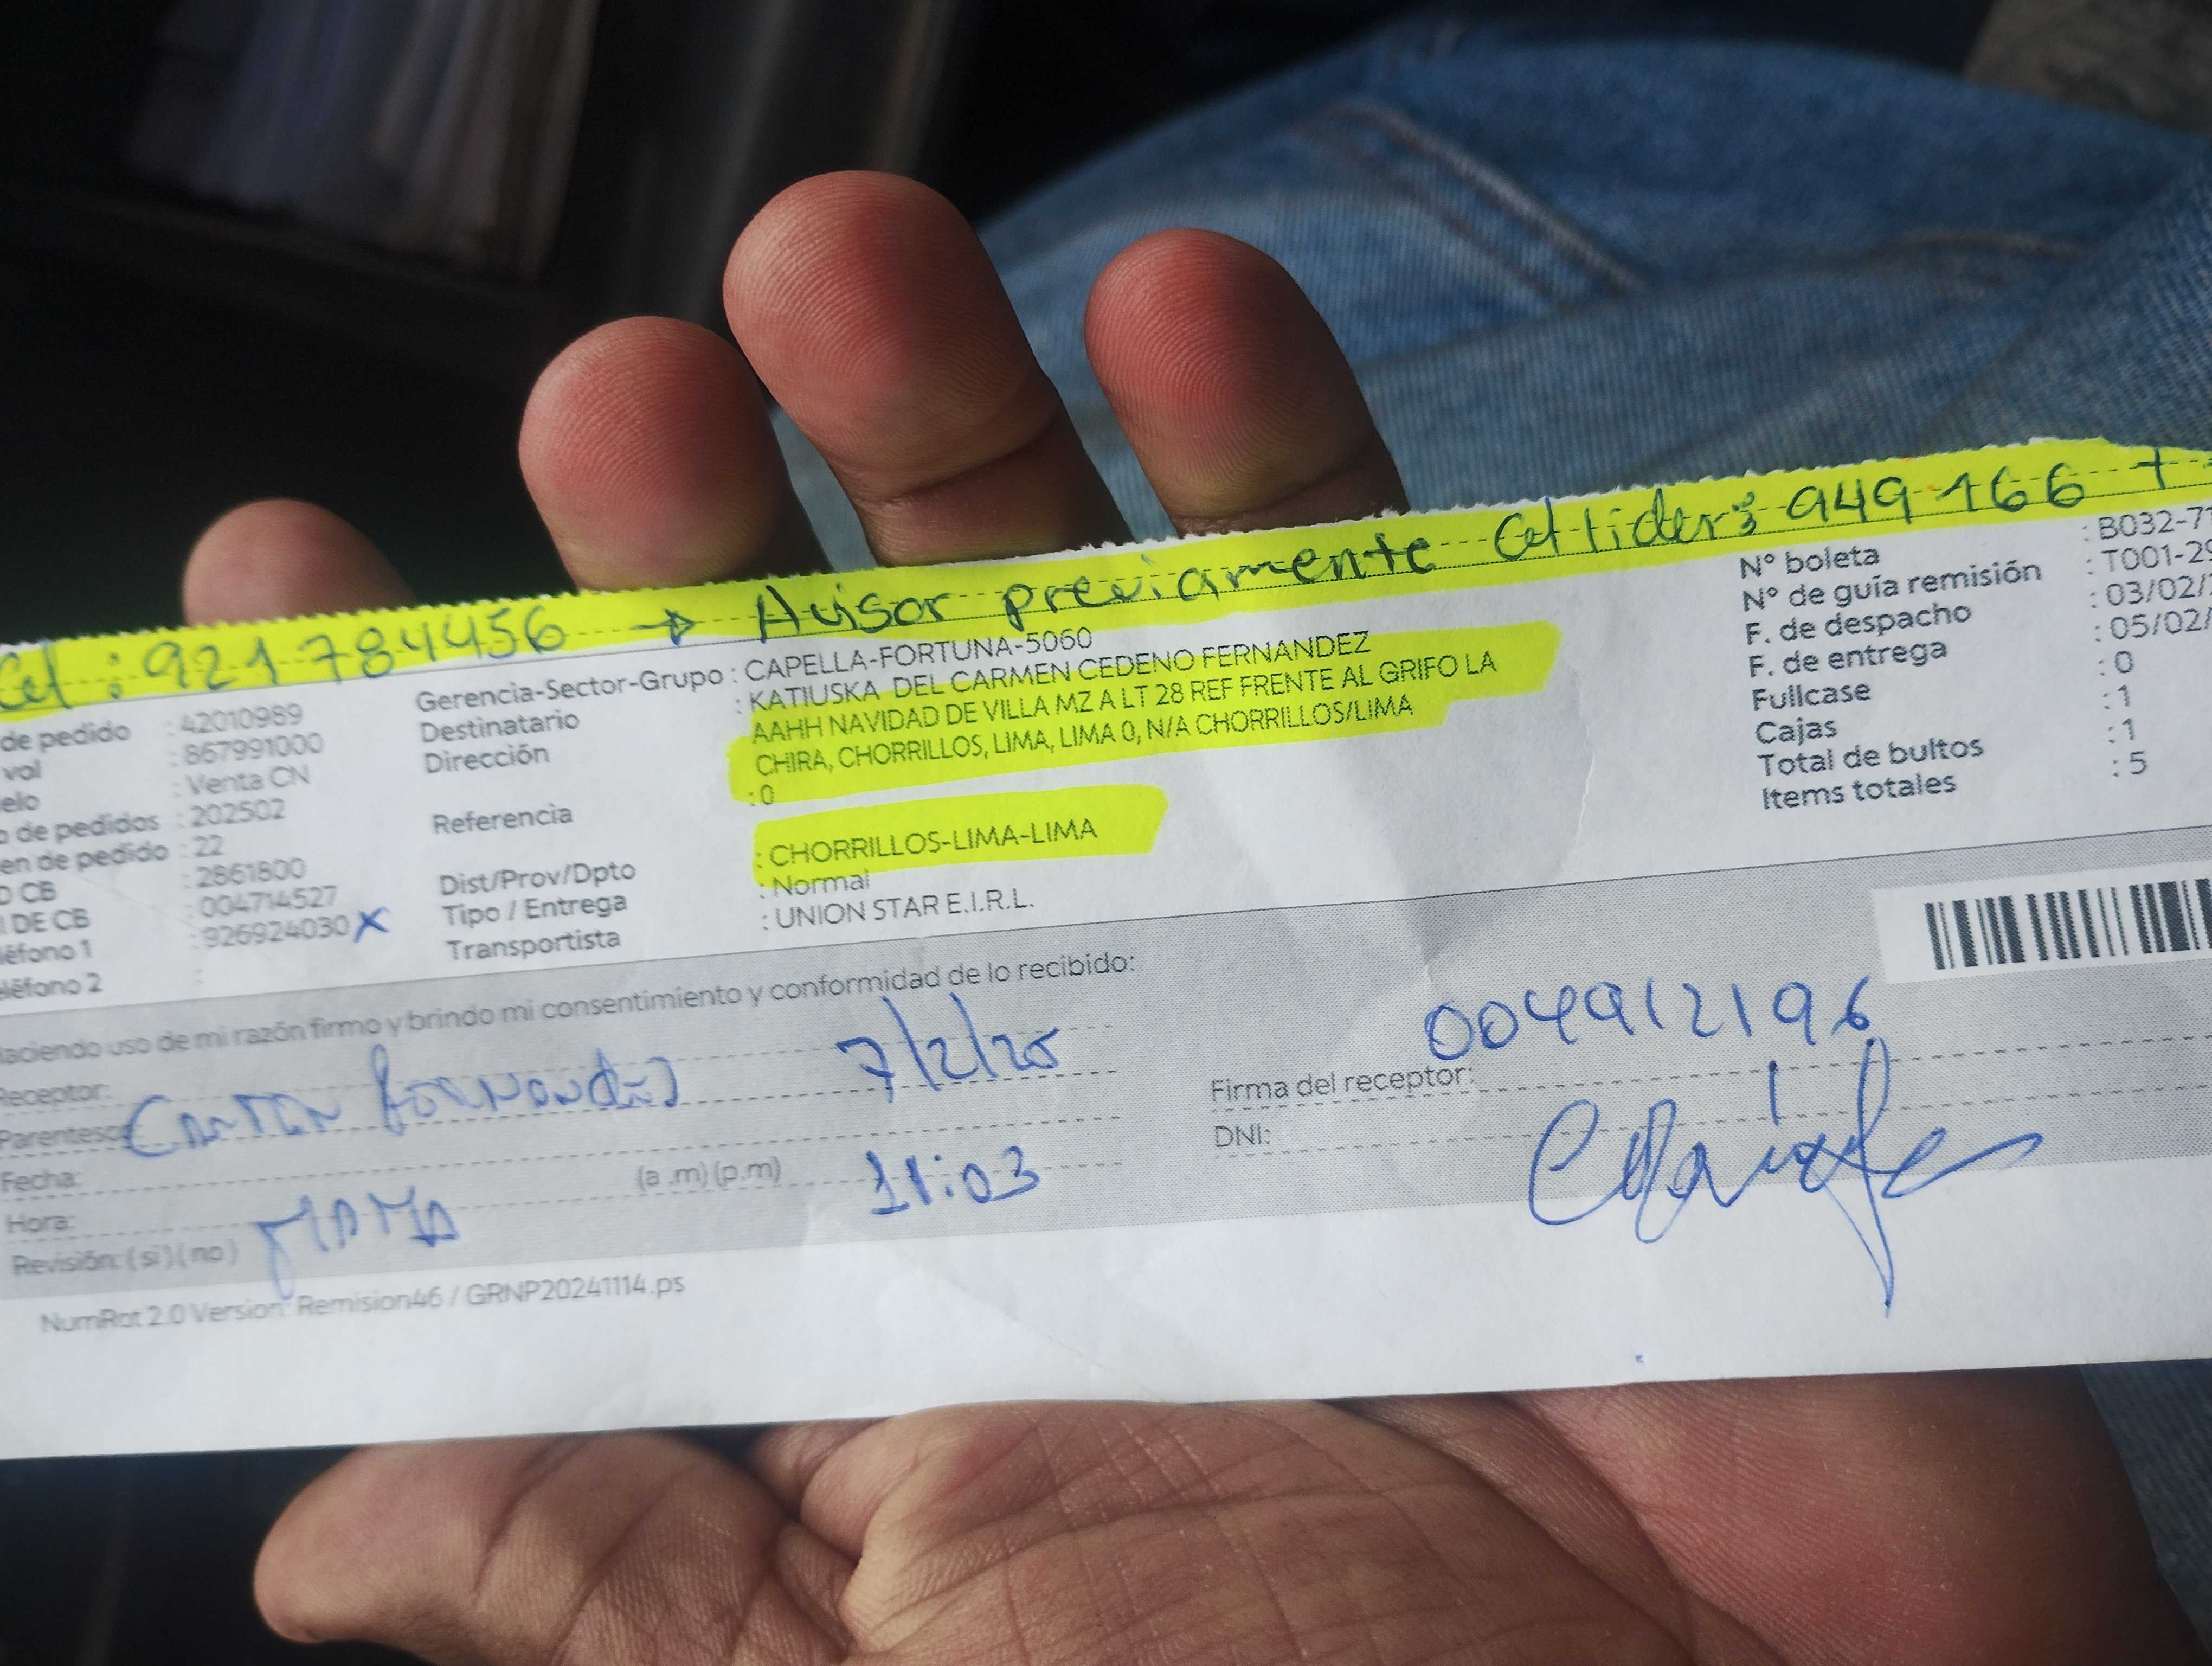 Cel : 921784456 → Avisar previamente Cel lider: 949 166 7
de pedido : 42010989
vol : 867991000
elo : Venta CN
o de pedidos : 202502
en de pedido : 22
D CB : 2861800
I DE CB : 004714527
léfono 1 : 926924030 X
léfono 2 :
Gerencia-Sector-Grupo : CAPELLA-FORTUNA-5060
Destinatario : KATIUSKA DEL CARMEN CEDENO FERNANDEZ
Dirección AAHH NAVIDAD DE VILLA MZ A LT 28 REF FRENTE AL GRIFO LA
CHIRA, CHORRILLOS, LIMA, LIMA 0, N/A CHORRILLOS/LIMA
Referencia : 0
Dist/Prov/Dpto : CHORRILLOS-LIMA-LIMA
Tipo / Entrega : Normal
Transportista : UNION STAR E.I.R.L.
N° boleta : B032-71
N° de guía remisión : T001-29
F. de despacho : 03/02/
F. de entrega : 05/02/
Fullcase : 0
Cajas : 1
Total de bultos : 1
Items totales : 5
Haciendo uso de mi razón firmo y brindo mi consentimiento y conformidad de lo recibido:
Receptor:
Parentesco
Fecha: 7/2/25
Hora: (a .m) (p.m) 11:03
Revisión: (si) (no) MAMA
004912196
Firma del receptor:
DNI:
NumRot 2.0 Version: Remision46 / GRNP20241114.ps